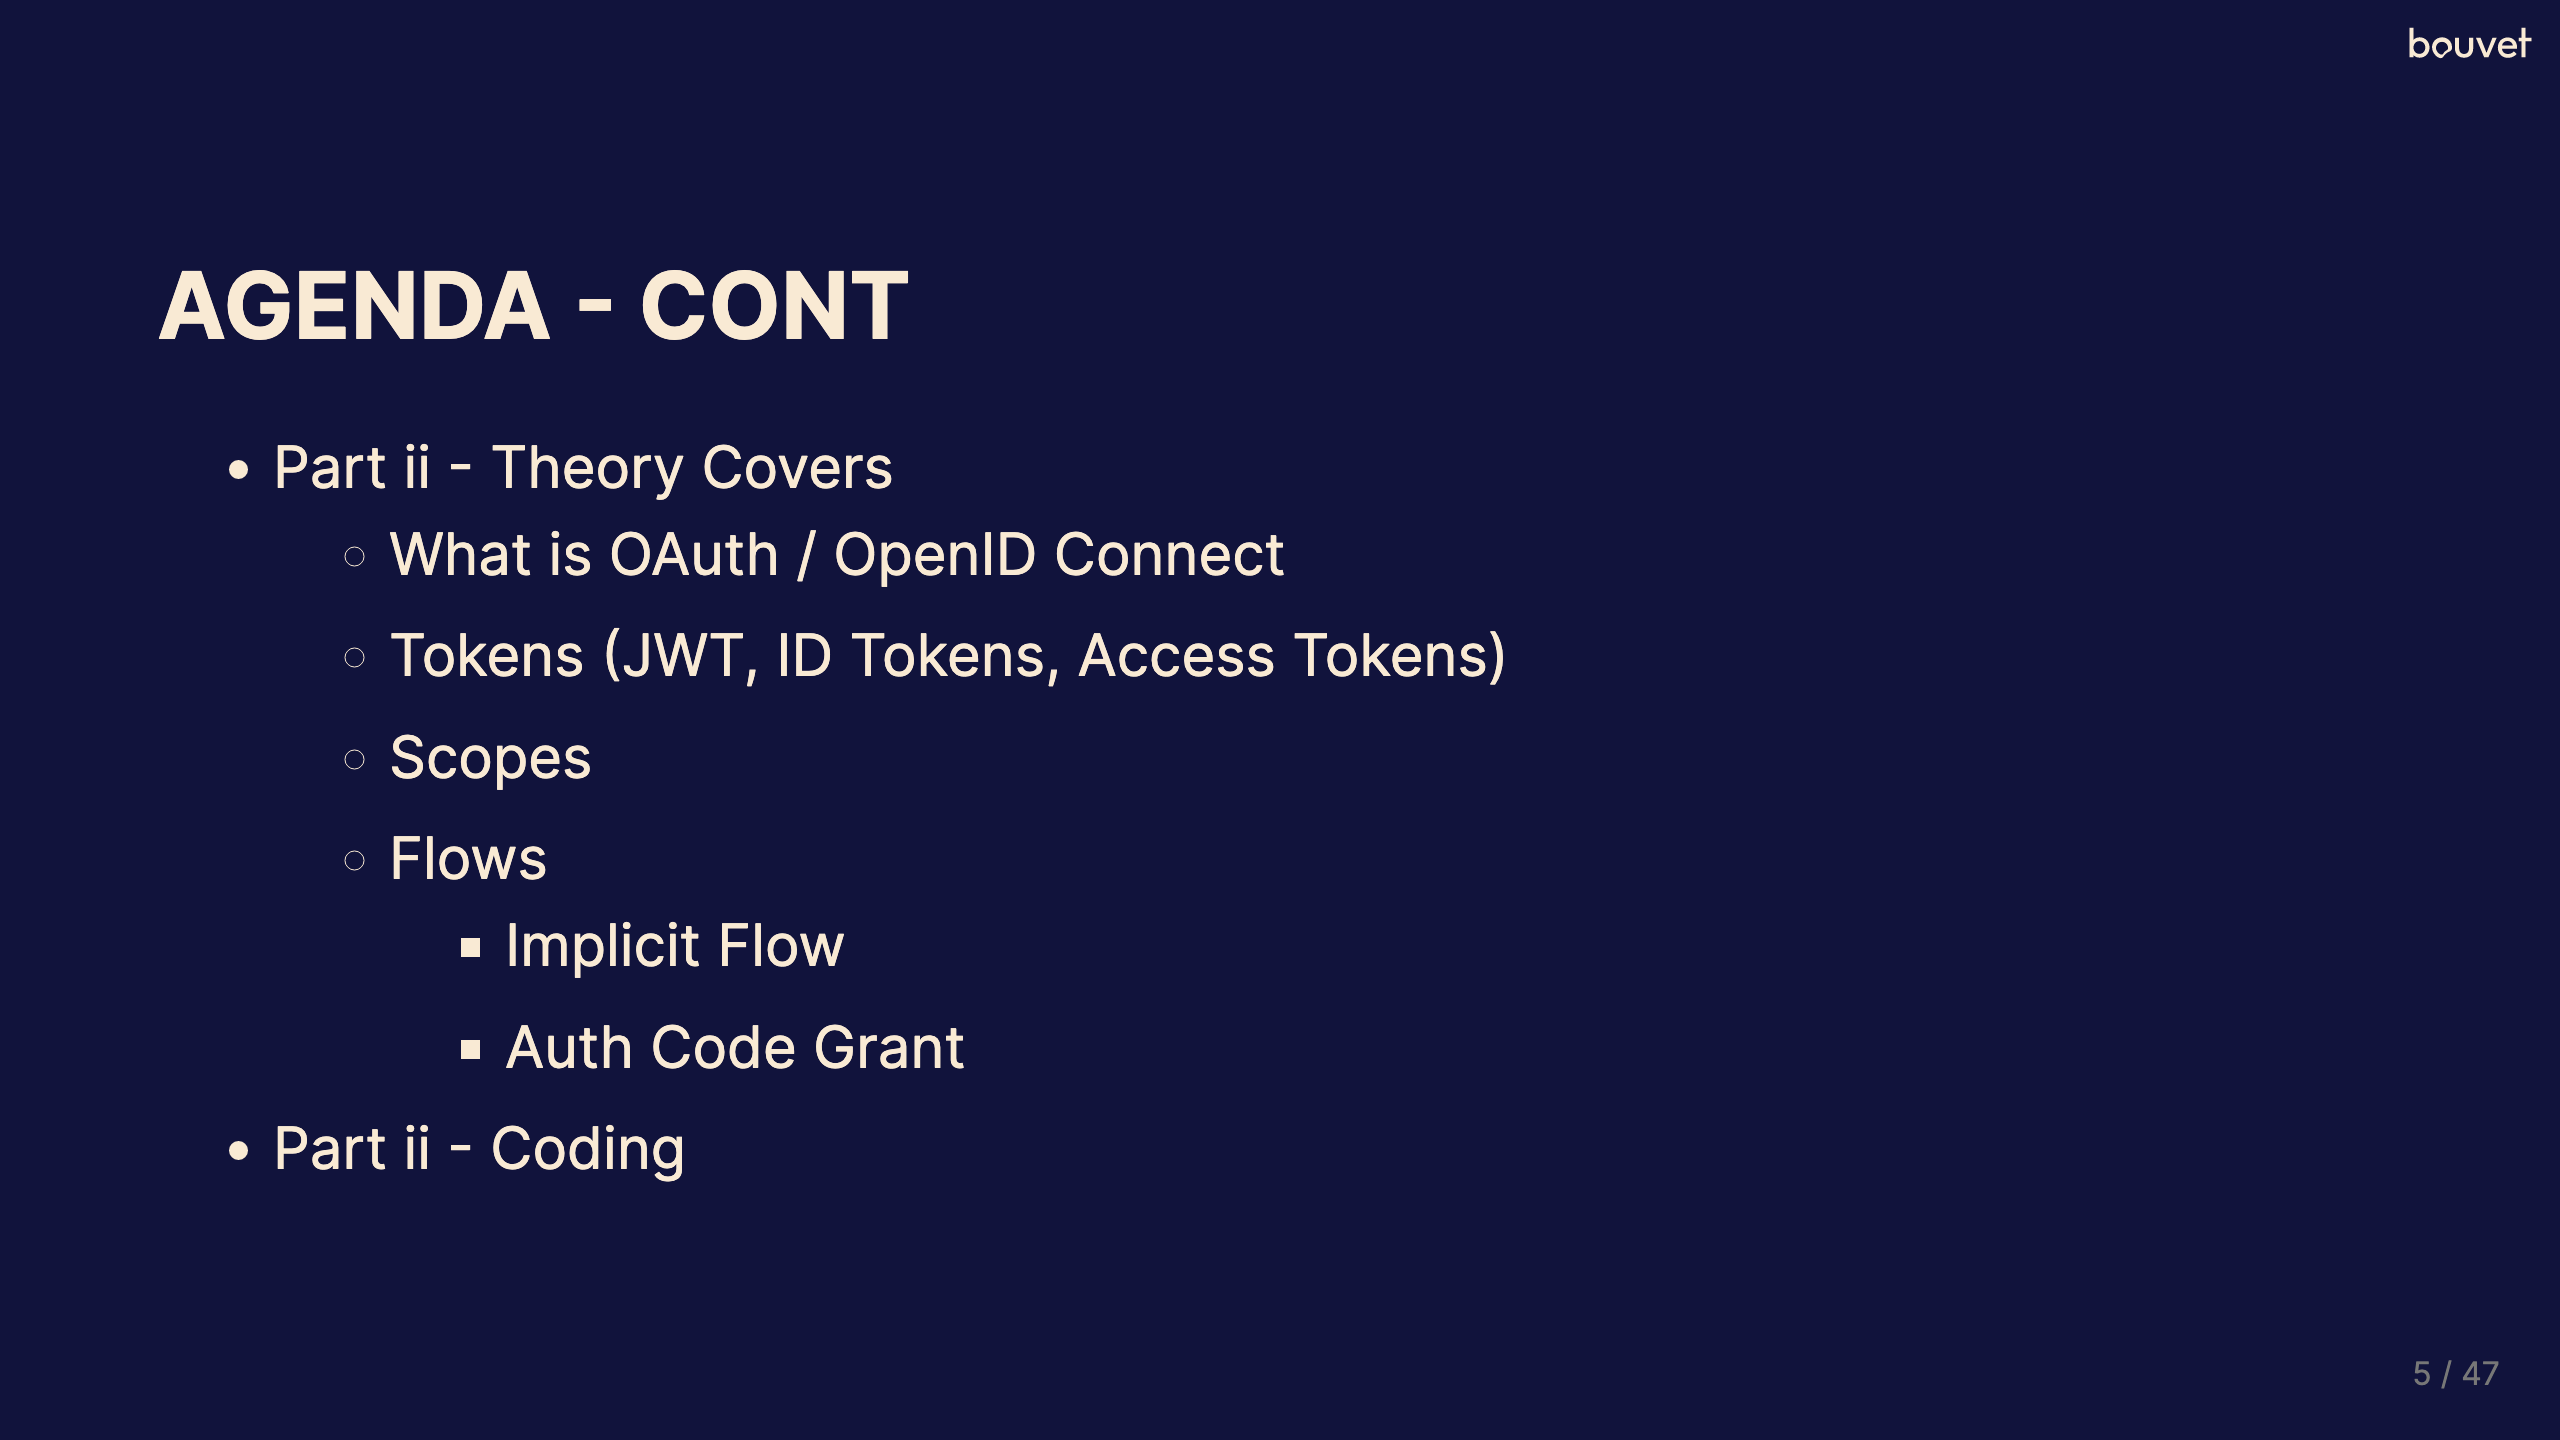 bouvet
AGENDA - CONT
• Part ii - Theory Covers
○ What is OAuth / OpenID Connect
○ Tokens (JWT, ID Tokens, Access Tokens)
○ Scopes
○ Flows
▪ Implicit Flow
▪ Auth Code Grant
• Part ii - Coding
5 / 47